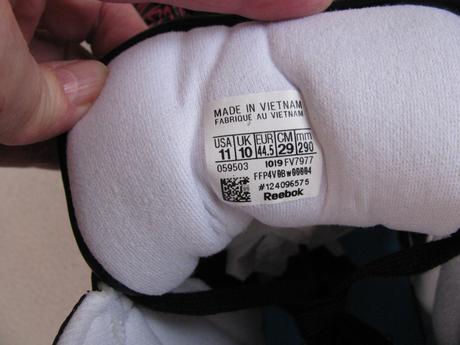 MADE IN VIETNAM
FABRIQUE AU VIETNAM
USA UK EUR CM mm
11 10 44.5 29 290
059503 1019 FV7977
FFP4V0Bw00004
#124096575
Reebok